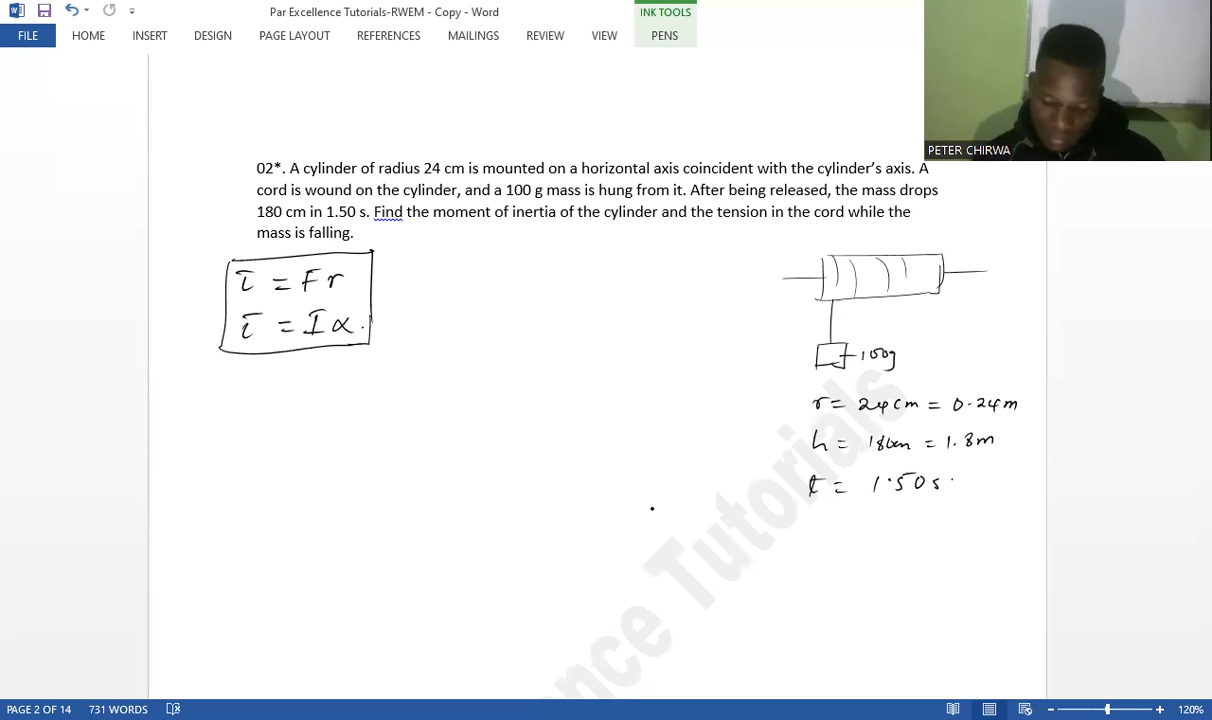 Par Excellence Tutorials-RWEM - Copy - Word
INK TOOLS
FILE HOME INSERT DESIGN PAGE LAYOUT REFERENCES MAILINGS REVIEW VIEW PENS
PETER CHIRWA
02*. A cylinder of radius 24 cm is mounted on a horizontal axis coincident with the cylinder's axis. A
cord is wound on the cylinder, and a 100 g mass is hung from it. After being released, the mass drops
180 cm in 1.50 s. Find the moment of inertia of the cylinder and the tension in the cord while the
mass is falling.
τ = Fr
τ = Iα.
100g
r = 24cm = 0.24m
h = 180cm = 1.8m
t = 1.50s.
nce Tutorials
PAGE 2 OF 14 731 WORDS 120%